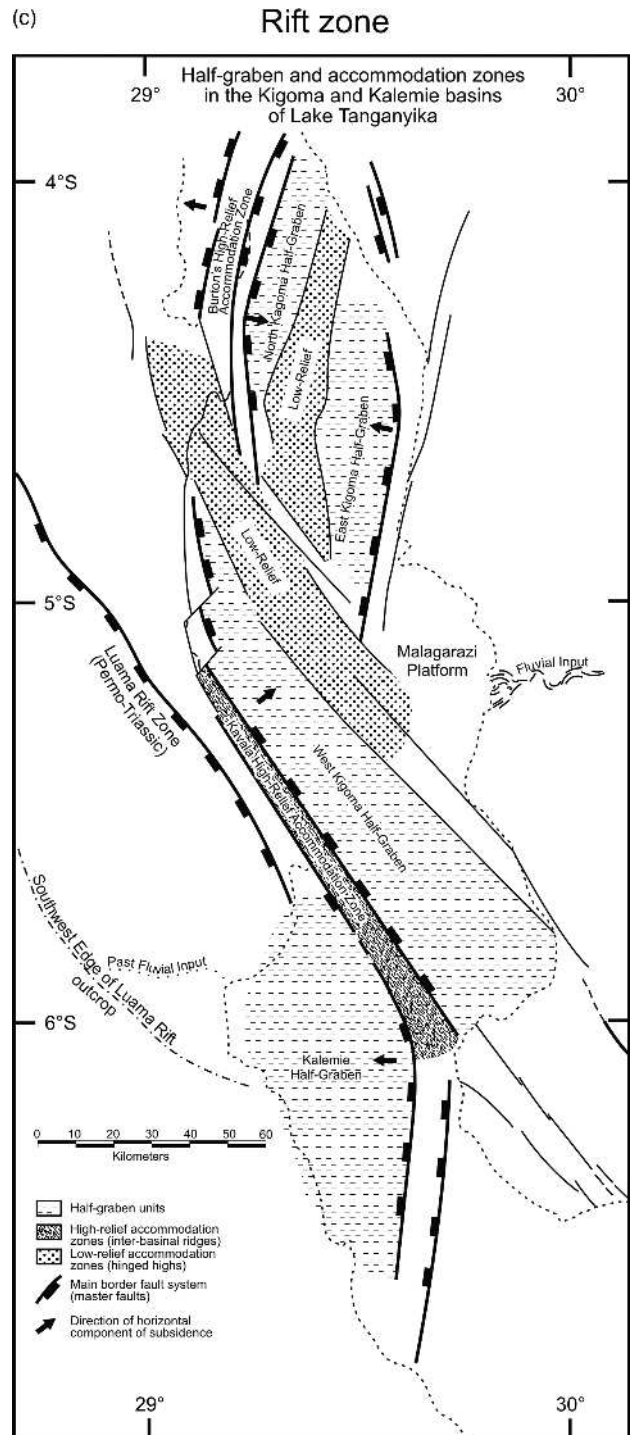 (c)
Rift zone
Half-graben and accommodation zones
in the Kigoma and Kalemie basins
of Lake Tanganyika
29°
30°
4°S
Burton's High-Relief
Accommodation Zone
North Kagoma Half-Graben
Low-Relief
East Kigoma Half-Graben
Low-Relief
5°S
Malagarazi
Platform
Fluvial Input
Luama Rift Zone
(Permo-Triassic)
West Kigoma Half-Graben
Kavala High-Relief Accommodation Zone
Southwest Edge of Luama Rift
outcrop
Past Fluvial Input
6°S
Kalemie
Half-Graben
0 10 20 30 40 50 60
Kilometers
Half-graben units
High-relief accommodation
zones (inter-basinal ridges)
Low-relief accommodation
zones (hinged highs)
Main border fault system
(master faults)
Direction of horizontal
component of subsidence
29°
30°